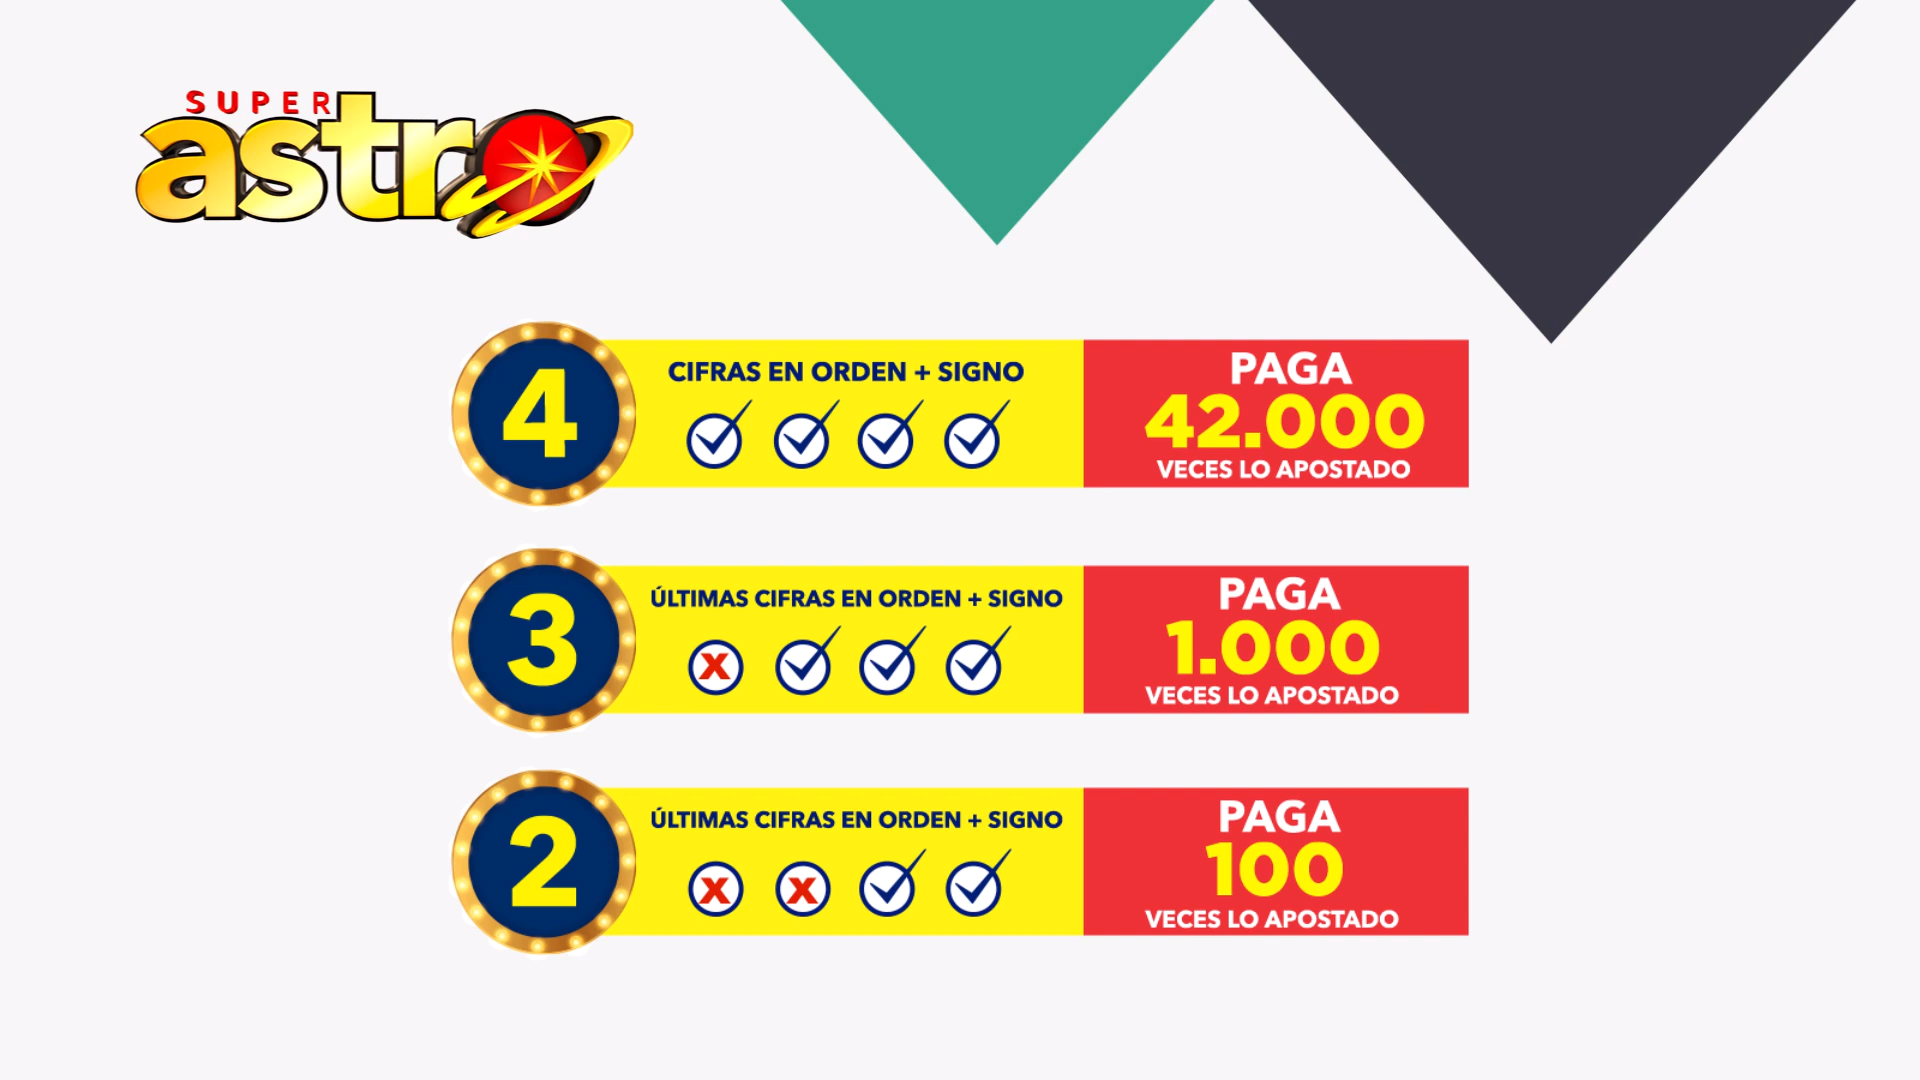 SUPER
astro
4
CIFRAS EN ORDEN + SIGNO
PAGA
42.000
VECES LO APOSTADO
3
ÚLTIMAS CIFRAS EN ORDEN + SIGNO
X
PAGA
1.000
VECES LO APOSTADO
2
ÚLTIMAS CIFRAS EN ORDEN + SIGNO
X X
PAGA
100
VECES LO APOSTADO